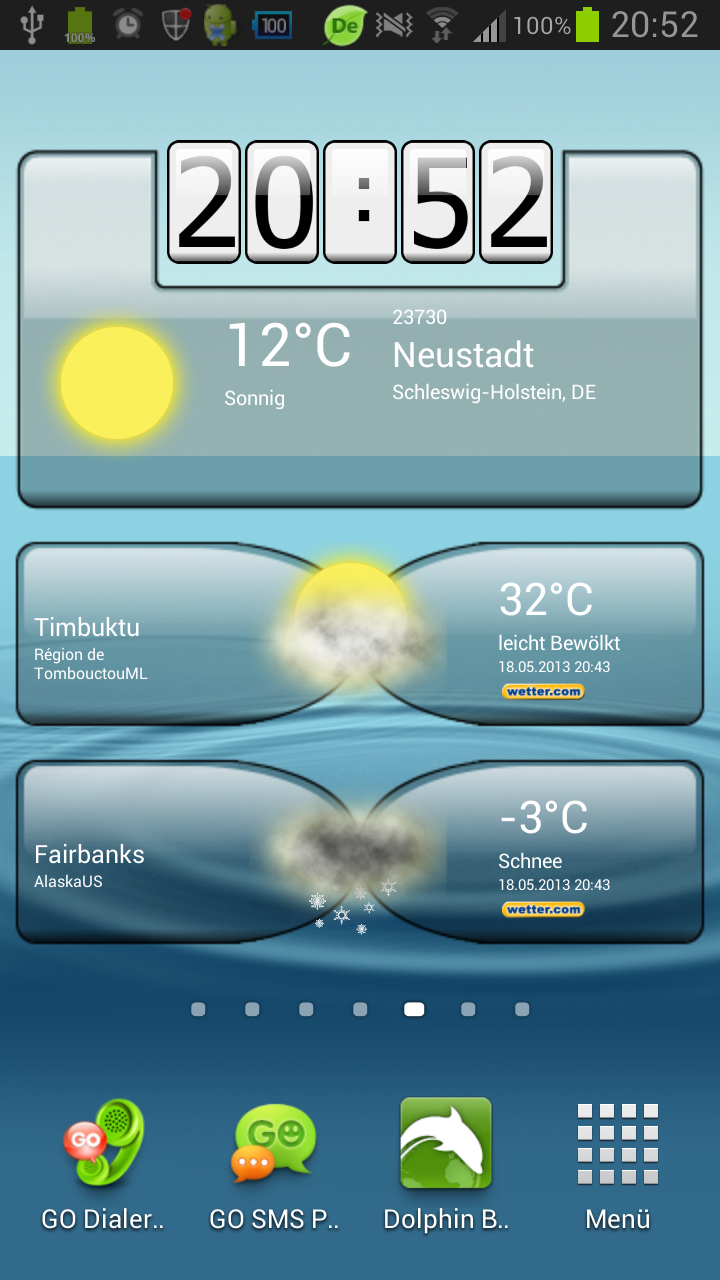 100%
100
De
100%
20:52
20:52
12°C
Sonnig
23730
Neustadt
Schleswig-Holstein, DE
Timbuktu
Région de
TombouctouML
32°C
leicht Bewölkt
18.05.2013 20:43
wetter.com
Fairbanks
AlaskaUS
-3°C
Schnee
18.05.2013 20:43
wetter.com
GO
GO
GO Dialer..
GO SMS P..
Dolphin B..
Menü